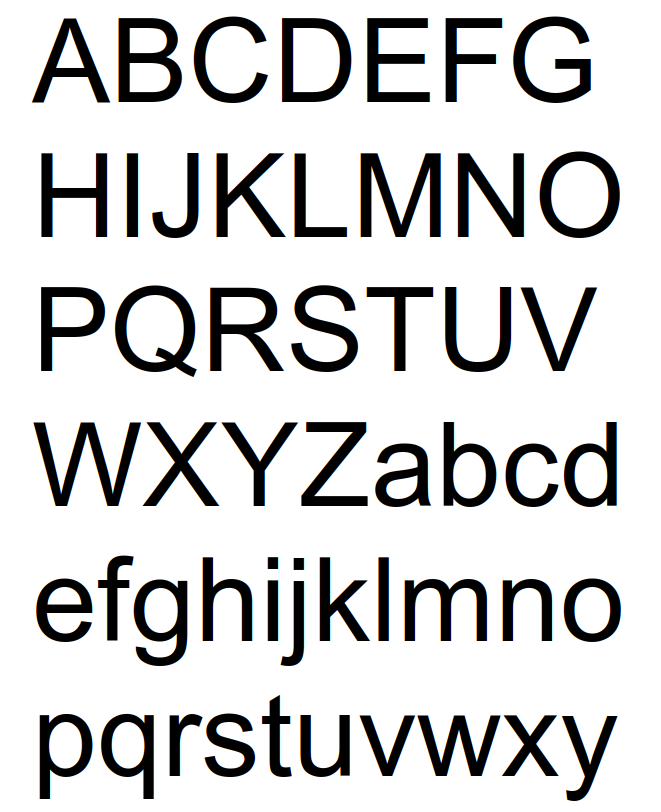 ABCDEFG
HIJKLMNO
PQRSTUV
WXYZabcd
efghijklmno
pqrstuvwxy